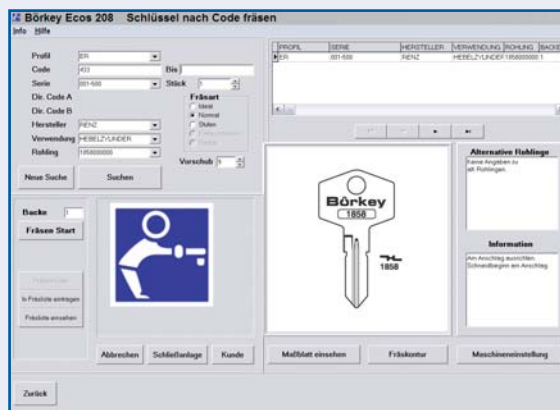 Börkey Ecos 208 Schlüssel nach Code fräsen
Info Hilfe
Profil ER
Code 433 Bis
Serie 001-500 Stück 1
Dir. Code A
Dir. Code B
Hersteller RENZ
Verwendung HEBELZYLINDER
Rohling 1858000000
Fräsart
Ideal
Normal
Stufen
Vorschub 5
Neue Suche Suchen
PROFIL SERIE HERSTELLER VERWENDUNG ROHLING BACKE
ER 001-500 RENZ HEBELZYLINDER 1858000000 1
Backe 1
Fräsen Start
In Fräsliste eintragen
Fräsliste einsehen
Abbrechen Schließanlage Kunde
Börkey
1858
1858
Alternative Rohlinge
Keine Angaben zu
alt. Rohlingen.
Information
Am Anschlag ausrichten.
Schneidbeginn am Anschlag.
Maßblatt einsehen Fräskontur Maschineneinstellung
Zurück